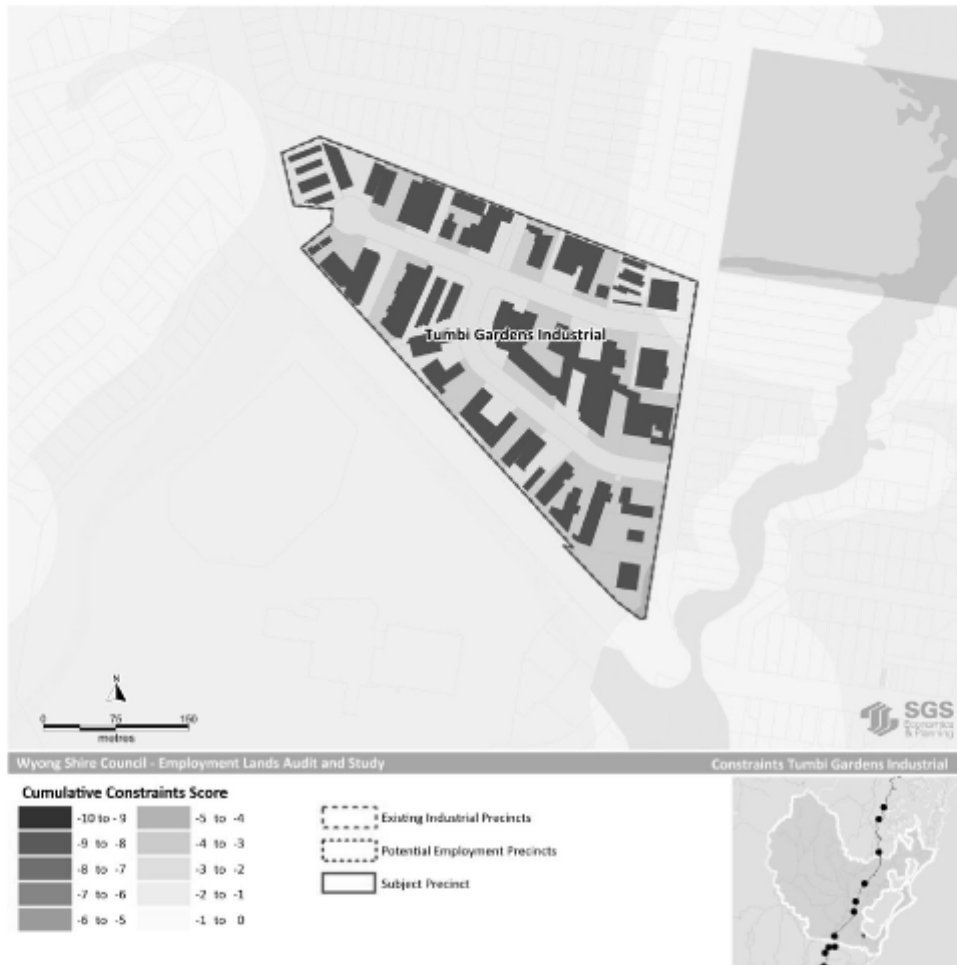 Tumbi Gardens Industrial
N
0 75 150
metres
SGS
Economics
& Planning
Wyong Shire Council - Employment Lands Audit and Study
Constraints Tumbi Gardens Industrial
Cumulative Constraints Score
-10 to -9
-9 to -8
-8 to -7
-7 to -6
-6 to -5
-5 to -4
-4 to -3
-3 to -2
-2 to -1
-1 to 0
Existing Industrial Precincts
Potential Employment Precincts
Subject Precinct